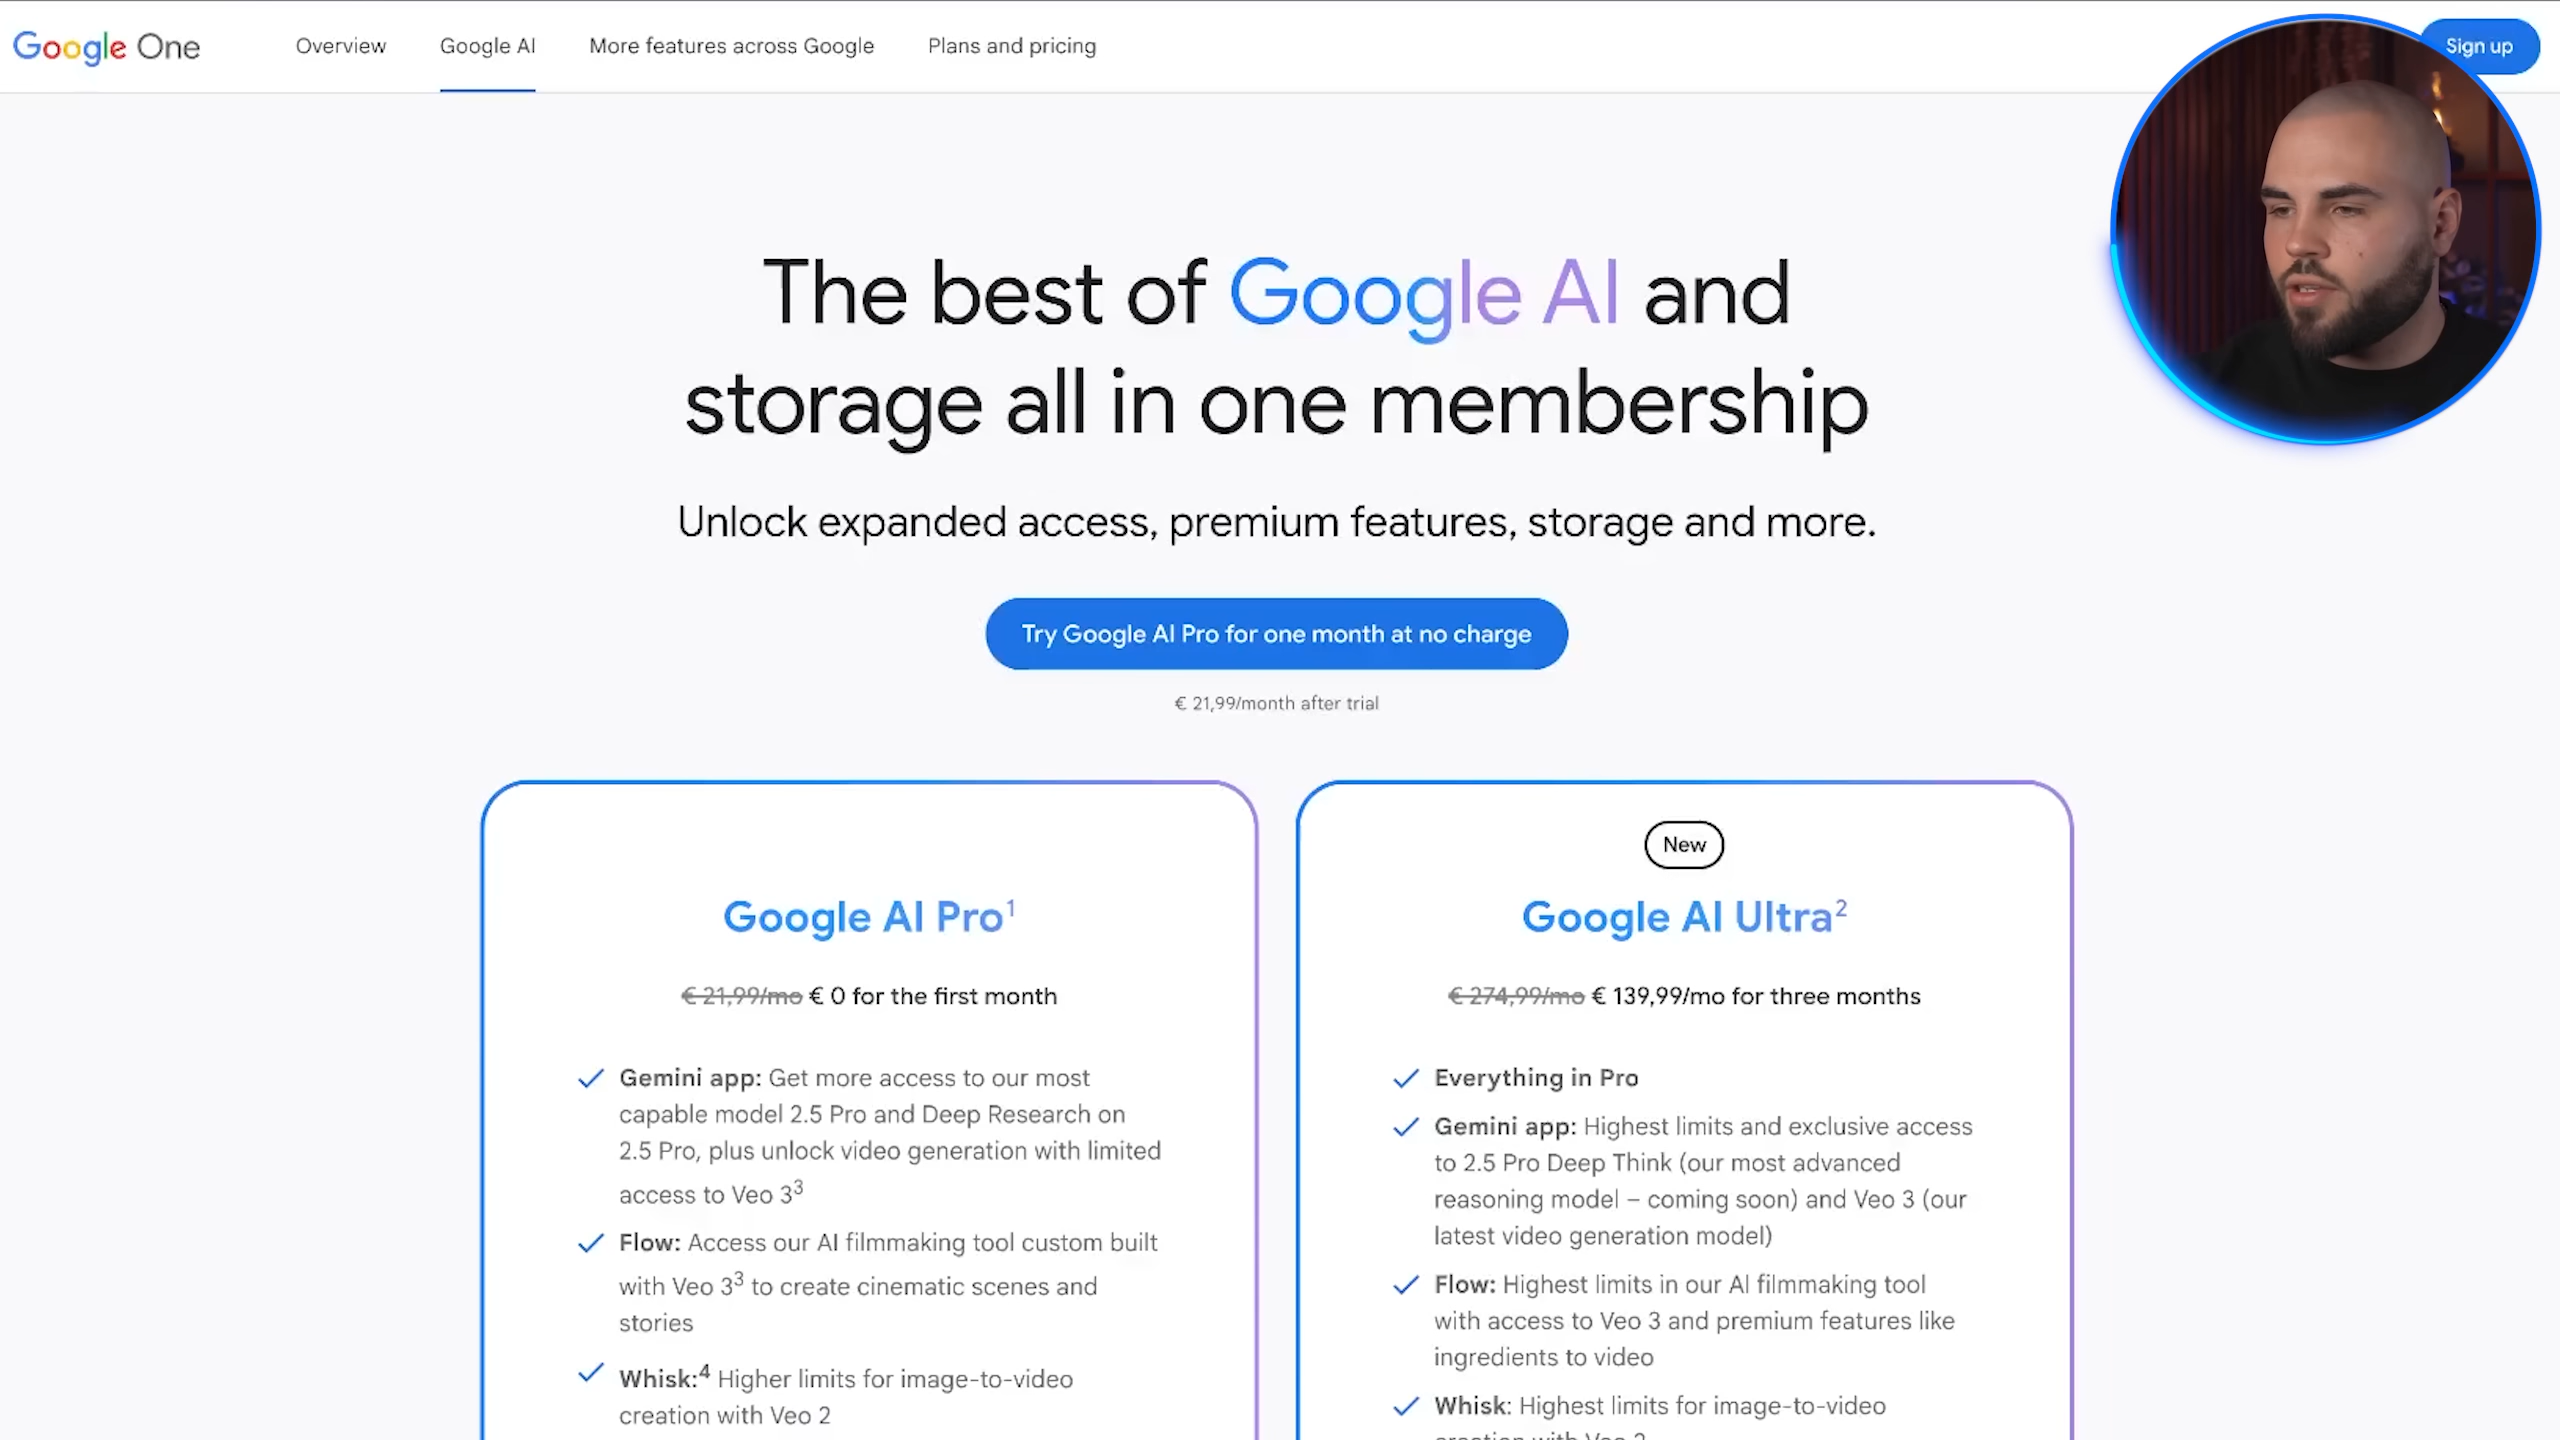 Google One
Overview
Google AI
More features across Google
Plans and pricing
Sign up
The best of Google AI and
storage all in one membership
Unlock expanded access, premium features, storage and more.
Try Google AI Pro for one month at no charge
€ 21,99/month after trial
Google AI Pro¹
€ 21,99/mo € 0 for the first month
Gemini app: Get more access to our most
capable model 2.5 Pro and Deep Research on
2.5 Pro, plus unlock video generation with limited
access to Veo 3³
Flow: Access our AI filmmaking tool custom built
with Veo 3³ to create cinematic scenes and
stories
Whisk:⁴ Higher limits for image-to-video
creation with Veo 2
New
Google AI Ultra²
€ 274,99/mo € 139,99/mo for three months
Everything in Pro
Gemini app: Highest limits and exclusive access
to 2.5 Pro Deep Think (our most advanced
reasoning model – coming soon) and Veo 3 (our
latest video generation model)
Flow: Highest limits in our AI filmmaking tool
with access to Veo 3 and premium features like
ingredients to video
Whisk: Highest limits for image-to-video
creation with Veo 2